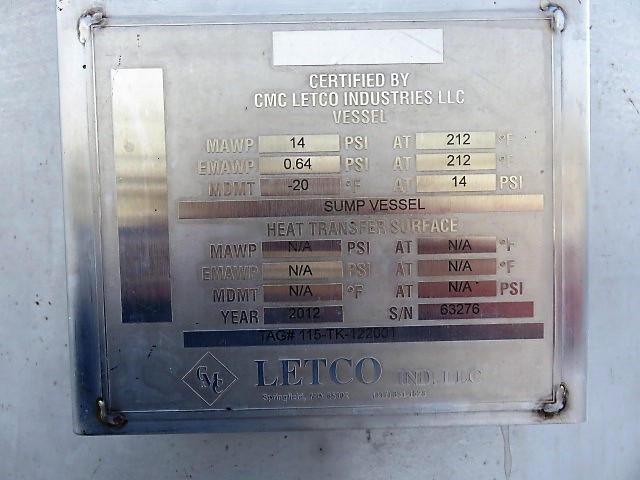 CERTIFIED BY
CMC LETCO INDUSTRIES LLC
VESSEL
MAWP 14 PSI AT 212 °F
EMAWP 0.64 PSI AT 212 °F
MDMT -20 °F AT 14 PSI
SUMP VESSEL
HEAT TRANSFER SURFACE
MAWP N/A PSI AT N/A °F
EMAWP N/A PSI AT N/A °F
MDMT N/A °F AT N/A PSI
YEAR 2012 S/N 63276
TAG# 115-TK-122001
CMC LETCO IND. LLC
Springfield,